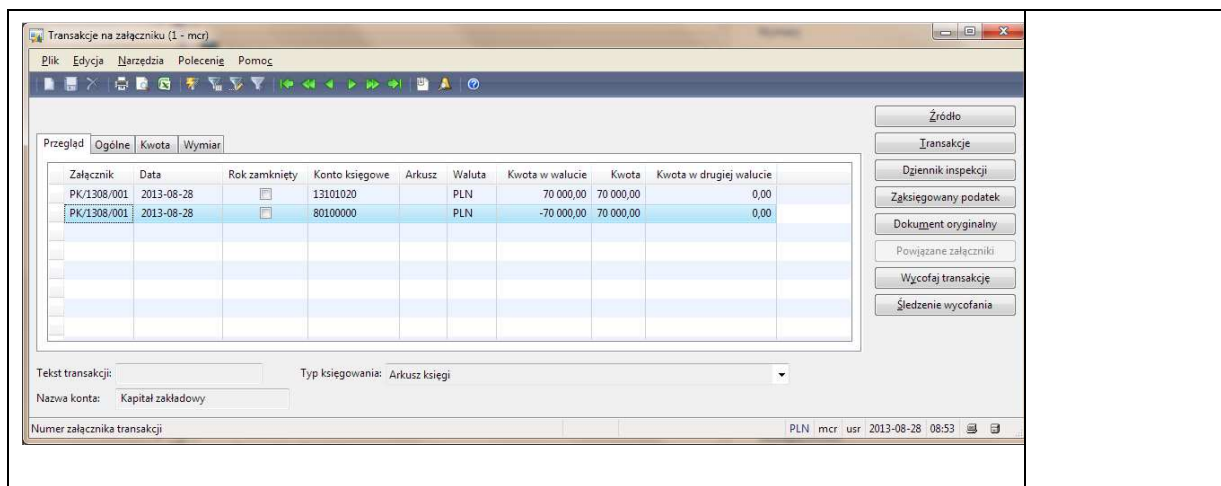 Transakcje na załączniku (1 - mcr)
Plik Edycja Narzędzia Polecenie Pomoc
Źródło
Przegląd Ogólne Kwota Wymiar
Transakcje
Załącznik Data Rok zamknięty Konto księgowe Arkusz Waluta Kwota w walucie Kwota Kwota w drugiej walucie
Dziennik inspekcji
PK/1308/001 2013-08-28 13101020 PLN 70 000,00 70 000,00 0,00
Zaksięgowany podatek
PK/1308/001 2013-08-28 80100000 PLN -70 000,00 70 000,00 0,00
Dokument oryginalny
Powiązane załączniki
Wycofaj transakcję
Śledzenie wycofania
Tekst transakcji: Typ księgowania: Arkusz księgi
Nazwa konta: Kapitał zakładowy
Numer załącznika transakcji PLN mcr usr 2013-08-28 08:53